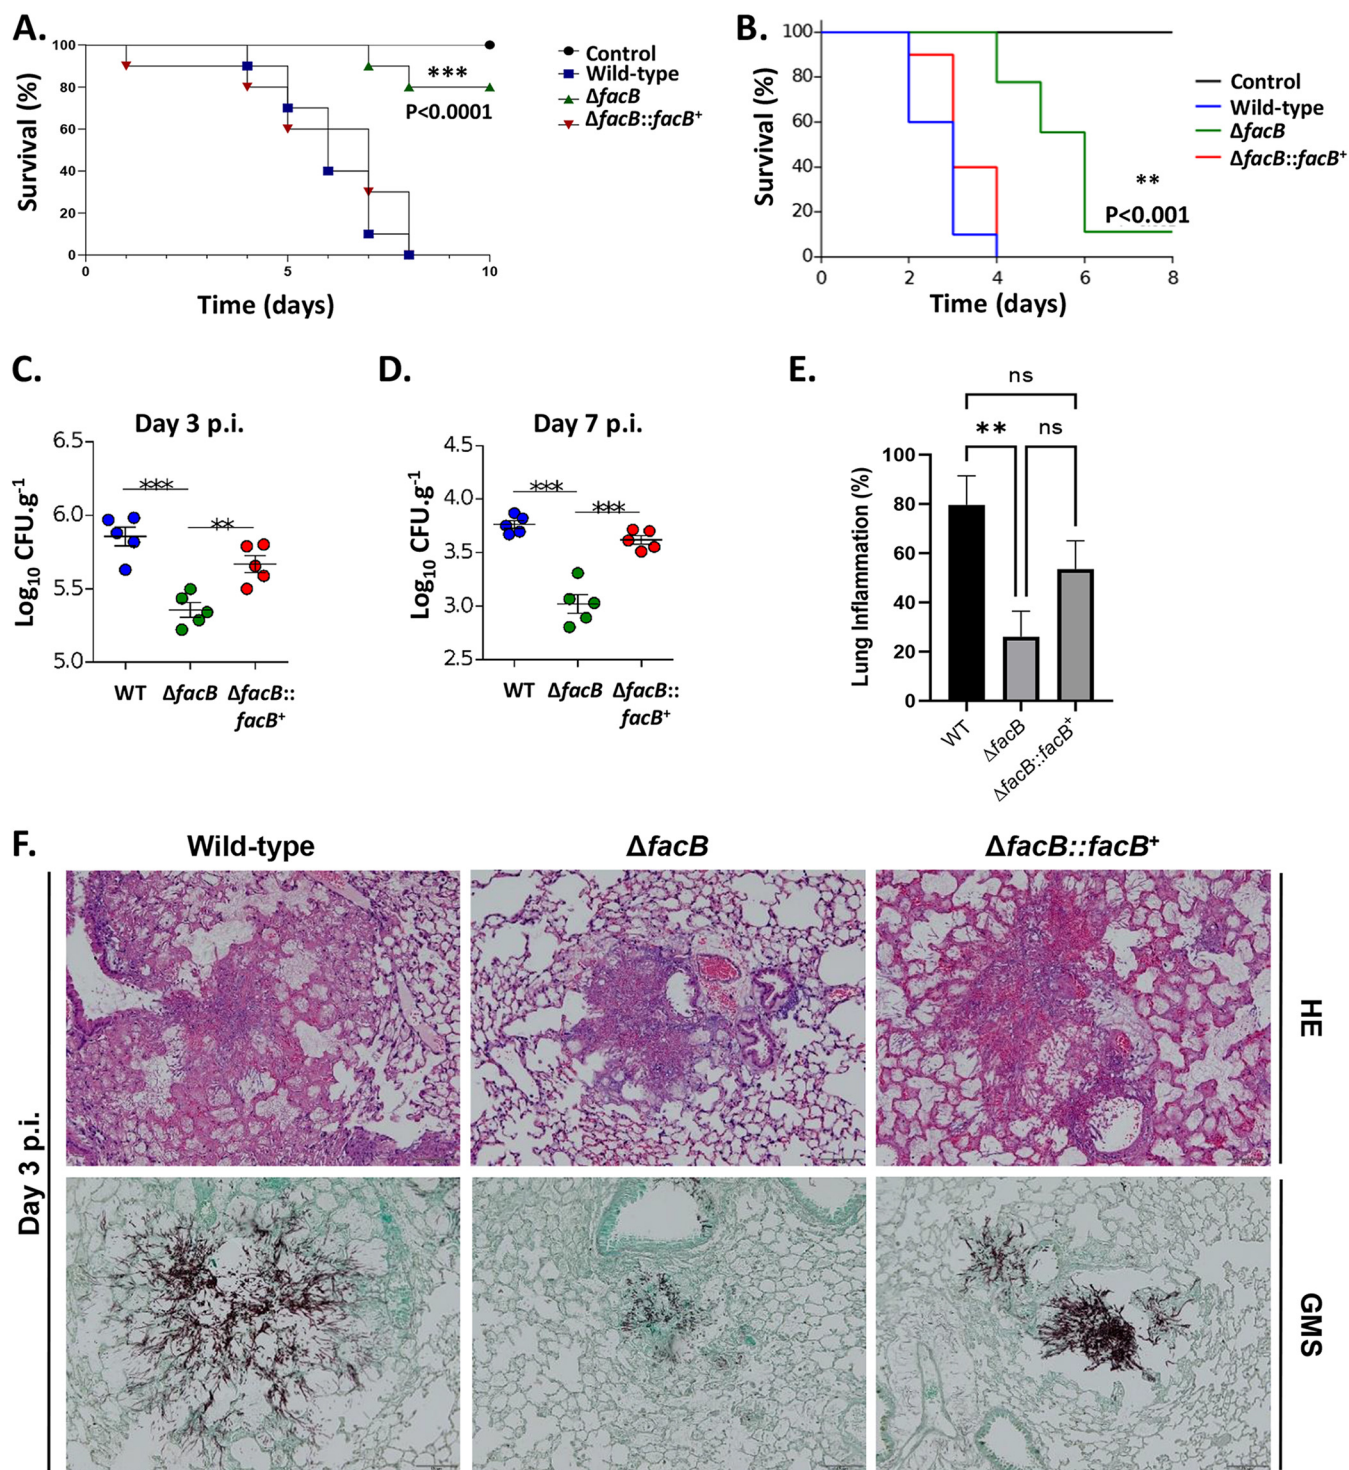 A.
100
80
60
40
20
0
0
5
10
Survival (%)
Time (days)
***
P<0.0001
Control
Wild-type
ΔfacB
ΔfacB::facB⁺
B.
100
80
60
40
20
0
0
2
4
6
8
Survival (%)
Time (days)
**
P<0.001
Control
Wild-type
ΔfacB
ΔfacB::facB⁺
C.
Day 3 p.i.
6.5
6.0
5.5
5.0
Log₁₀ CFU.g⁻¹
***
**
WT
ΔfacB
ΔfacB::
facB⁺
D.
Day 7 p.i.
4.5
4.0
3.5
3.0
2.5
Log₁₀ CFU.g⁻¹
***
***
WT
ΔfacB
ΔfacB::
facB⁺
E.
ns
**
ns
100
80
60
40
20
0
Lung Inflammation (%)
WT
ΔfacB
ΔfacB::facB⁺
F.
Wild-type
ΔfacB
ΔfacB::facB⁺
Day 3 p.i.
HE
GMS